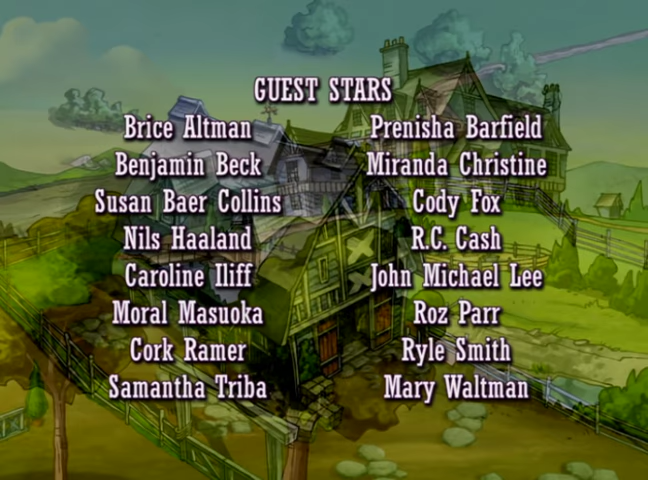 GUEST STARS
Brice Altman
Benjamin Beck
Susan Baer Collins
Nils Haaland
Caroline Iliff
Moral Masuoka
Cork Ramer
Samantha Triba
Prenisha Barfield
Miranda Christine
Cody Fox
R.C. Cash
John Michael Lee
Roz Parr
Ryle Smith
Mary Waltman